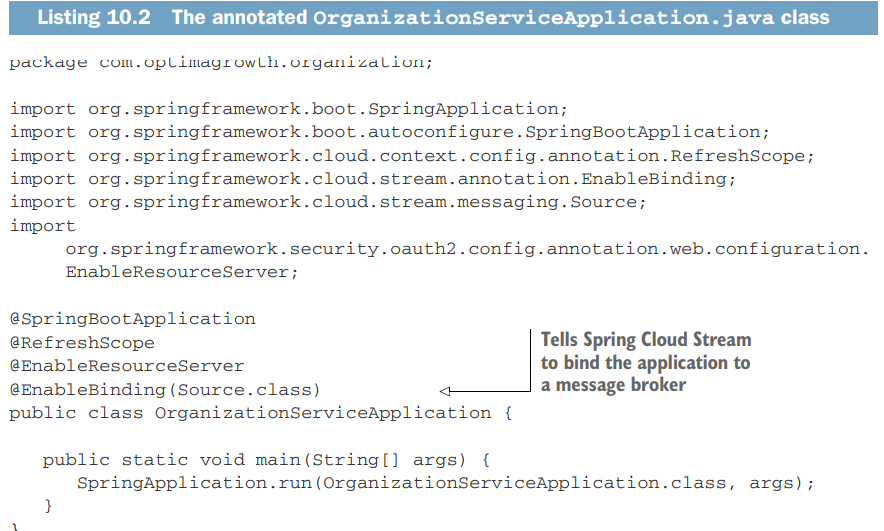 Listing 10.2 The annotated OrganizationServiceApplication.java class
package com.optimagrowth.organization;
import org.springframework.boot.SpringApplication;
import org.springframework.boot.autoconfigure.SpringBootApplication;
import org.springframework.cloud.context.config.annotation.RefreshScope;
import org.springframework.cloud.stream.annotation.EnableBinding;
import org.springframework.cloud.stream.messaging.Source;
import
org.springframework.security.oauth2.config.annotation.web.configuration.
EnableResourceServer;
@SpringBootApplication
@RefreshScope
@EnableResourceServer
@EnableBinding(Source.class)
Tells Spring Cloud Stream
to bind the application to
a message broker
public class OrganizationServiceApplication {
public static void main(String[] args) {
SpringApplication.run(OrganizationServiceApplication.class, args);
}
}